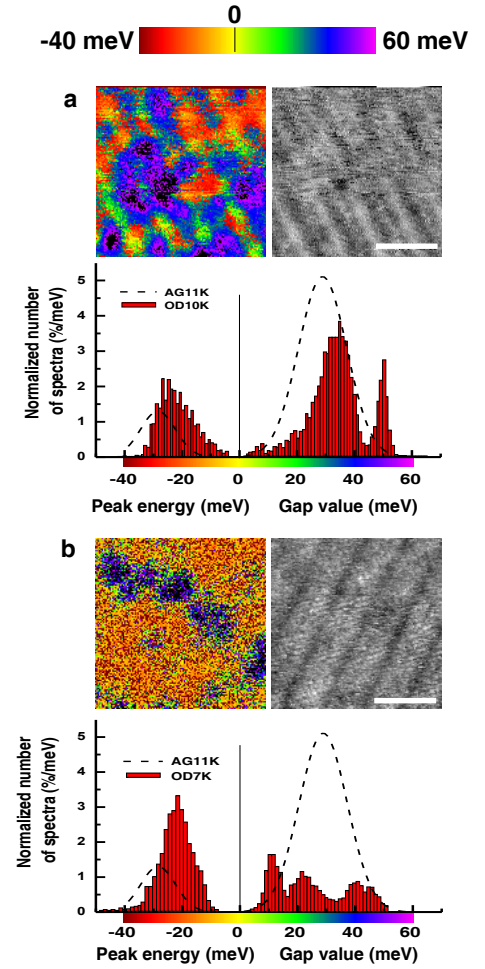 0
-40 meV 60 meV
a
Normalized number
of spectra (%/meV)
5
4
3
2
1
0
AG11K
OD10K
-40 -20 0 20 40 60
Peak energy (meV) Gap value (meV)
b
Normalized number
of spectra (%/meV)
5
4
3
2
1
0
AG11K
OD7K
-40 -20 0 20 40 60
Peak energy (meV) Gap value (meV)